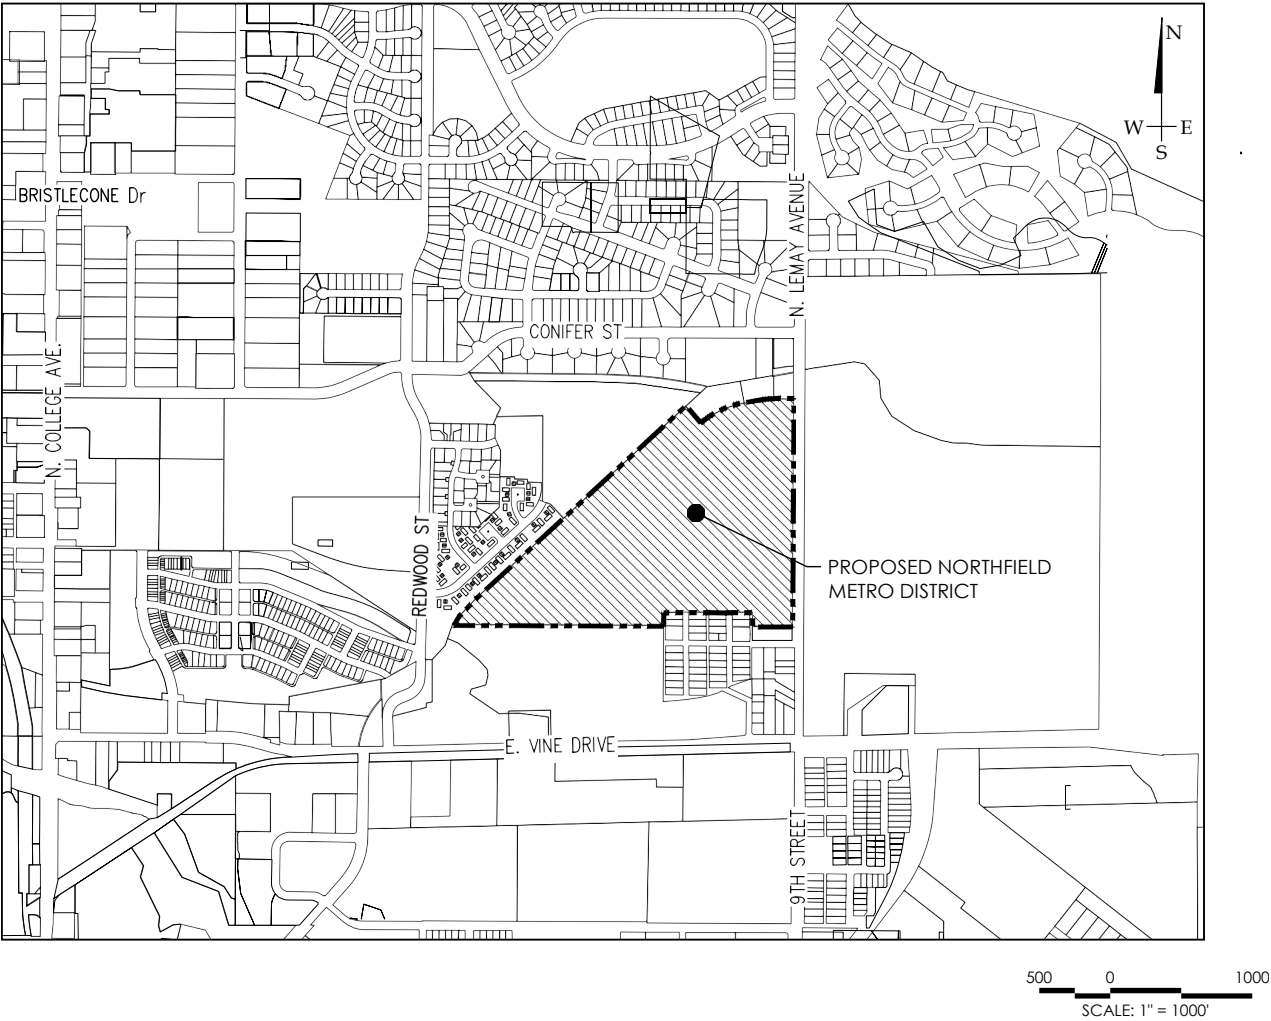 N
W E
S
BRISTLECONE Dr
N. LEMAY AVENUE
CONIFER ST
N. COLLEGE AVE.
REDWOOD ST
PROPOSED NORTHFIELD
METRO DISTRICT
E. VINE DRIVE
9TH STREET
500 0 1000
SCALE: 1" = 1000'